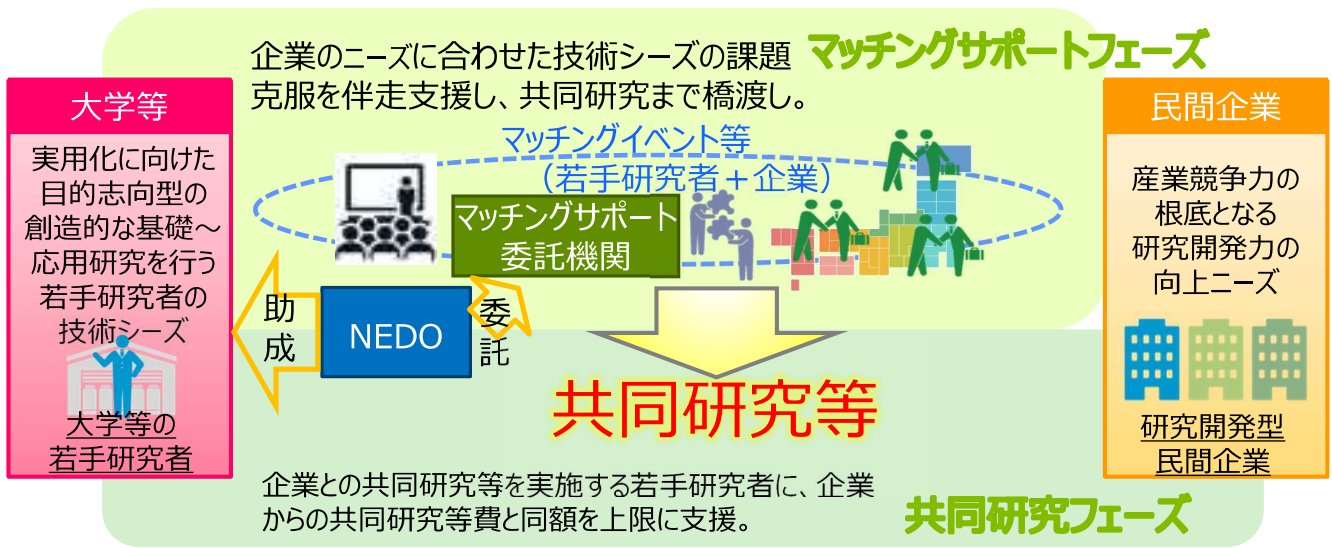 企業のニーズに合わせた技術シーズの課題
克服を伴走支援し、共同研究まで橋渡し。
マッチングサポートフェーズ
大学等
実用化に向けた
目的志向型の
創造的な基礎～
応用研究を行う
若手研究者の
技術シーズ
大学等の
若手研究者
マッチングイベント等
（若手研究者＋企業）
マッチングサポート
委託機関
助
成
NEDO
委
託
民間企業
産業競争力の
根底となる
研究開発力の
向上ニーズ
研究開発型
民間企業
共同研究等
企業との共同研究等を実施する若手研究者に、企業
からの共同研究等費と同額を上限に支援。
共同研究フェーズ